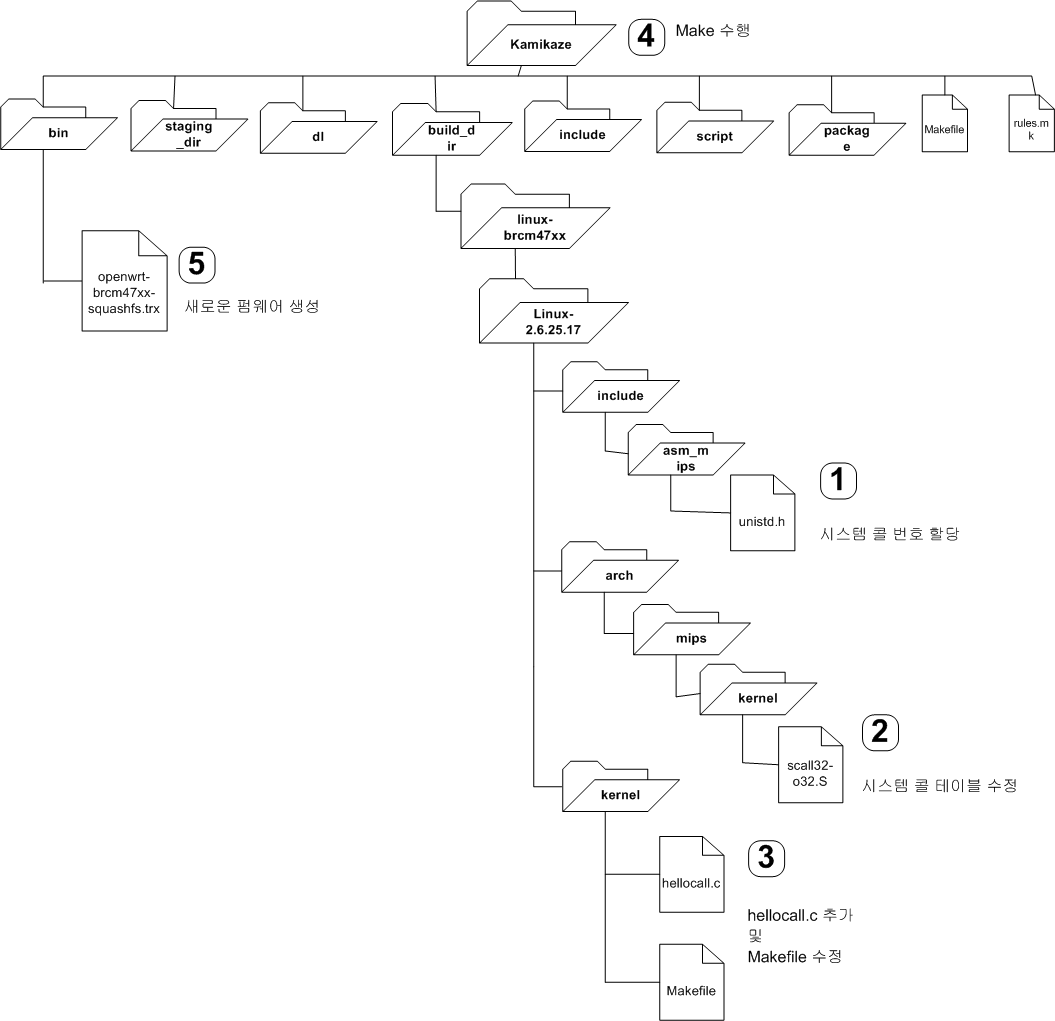 Kamikaze
4
Make 수행
bin
staging
_dir
dl
build_d
ir
include
script
packag
e
Makefile
rules.m
k
linux-
brcm47xx
openwrt-
brcm47xx-
squashfs.trx
5
새로운 펌웨어 생성
Linux-
2.6.25.17
include
asm_m
ips
unistd.h
1
시스템 콜 번호 할당
arch
mips
kernel
scall32-
o32.S
2
시스템 콜 테이블 수정
kernel
hellocall.c
3
hellocall.c 추가
및
Makefile 수정
Makefile